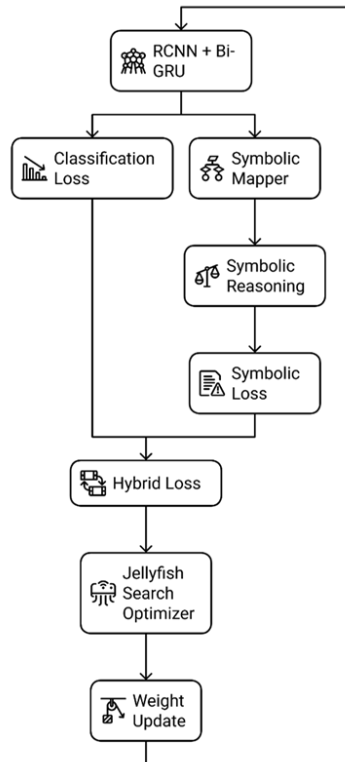 RCNN + Bi-
GRU
Classification
Loss
Symbolic
Mapper
Symbolic
Reasoning
Symbolic
Loss
Hybrid Loss
Jellyfish
Search
Optimizer
Weight
Update